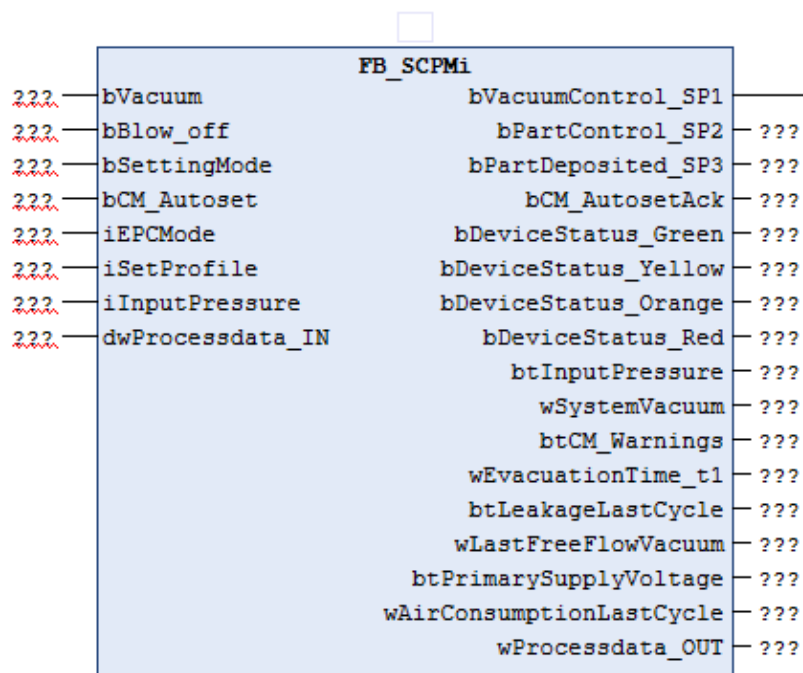 FB_SCPMi
??? bVacuum bVacuumControl_SP1
??? bBlow_off bPartControl_SP2 ???
??? bSettingMode bPartDeposited_SP3 ???
??? bCM_Autoset bCM_AutosetAck ???
??? iEPCMode bDeviceStatus_Green ???
??? iSetProfile bDeviceStatus_Yellow ???
??? iInputPressure bDeviceStatus_Orange ???
??? dwProcessdata_IN bDeviceStatus_Red ???
btInputPressure ???
wSystemVacuum ???
btCM_Warnings ???
wEvacuationTime_t1 ???
btLeakageLastCycle ???
wLastFreeFlowVacuum ???
btPrimarySupplyVoltage ???
wAirConsumptionLastCycle ???
wProcessdata_OUT ???